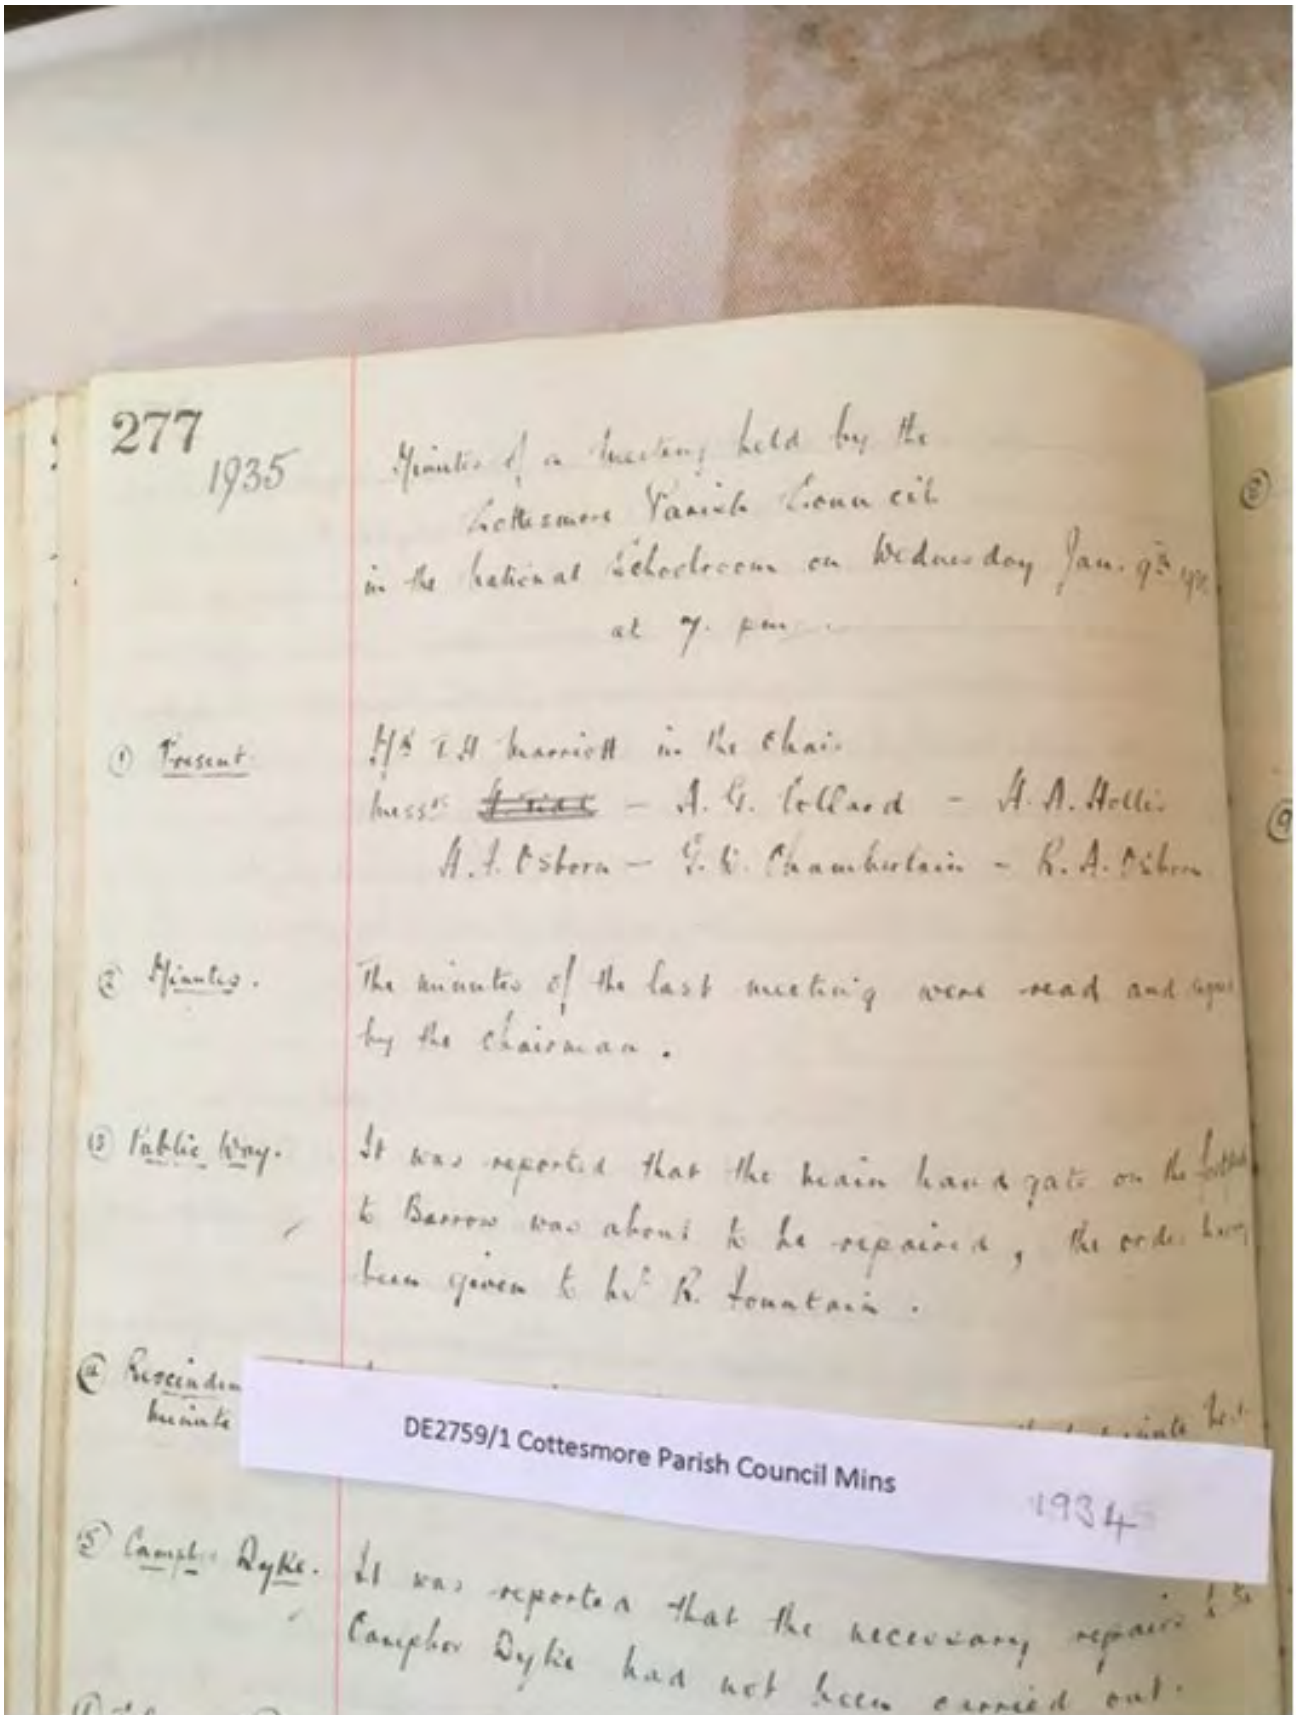 277
1935
Minutes of a meeting held by the
Cottesmore Parish Council
in the National Schoolroom on Wednesday Jan. 9th
at 7. pm.
① Present.
Mr T H Marriott in the Chair
Messrs — A. G. Collard — H. A. Hollis
A. J. Osborn — G. W. Chamberlain — R. A. Osborn
② Minutes.
The minutes of the last meeting were read and
by the Chairman.
③ Public Way.
It was reported that the main hand gate on the footpath
to Barrow was about to be repaired, the order having
been given to Mr R. Fountain.
④
Minute
DE2759/1 Cottesmore Parish Council Mins
1934
⑤ Camphor Dyke.
It was reported that the necessary repairs to the
Camphor Dyke had not been carried out.
⑧
⑨